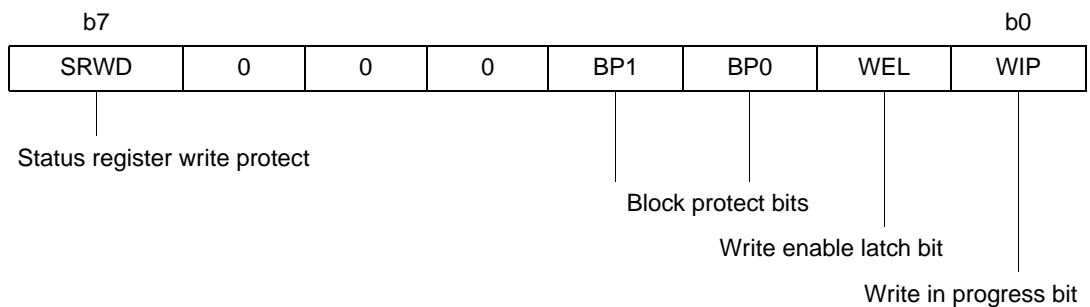 b7 b0
SRWD 0 0 0 BP1 BP0 WEL WIP
Status register write protect
Block protect bits
Write enable latch bit
Write in progress bit